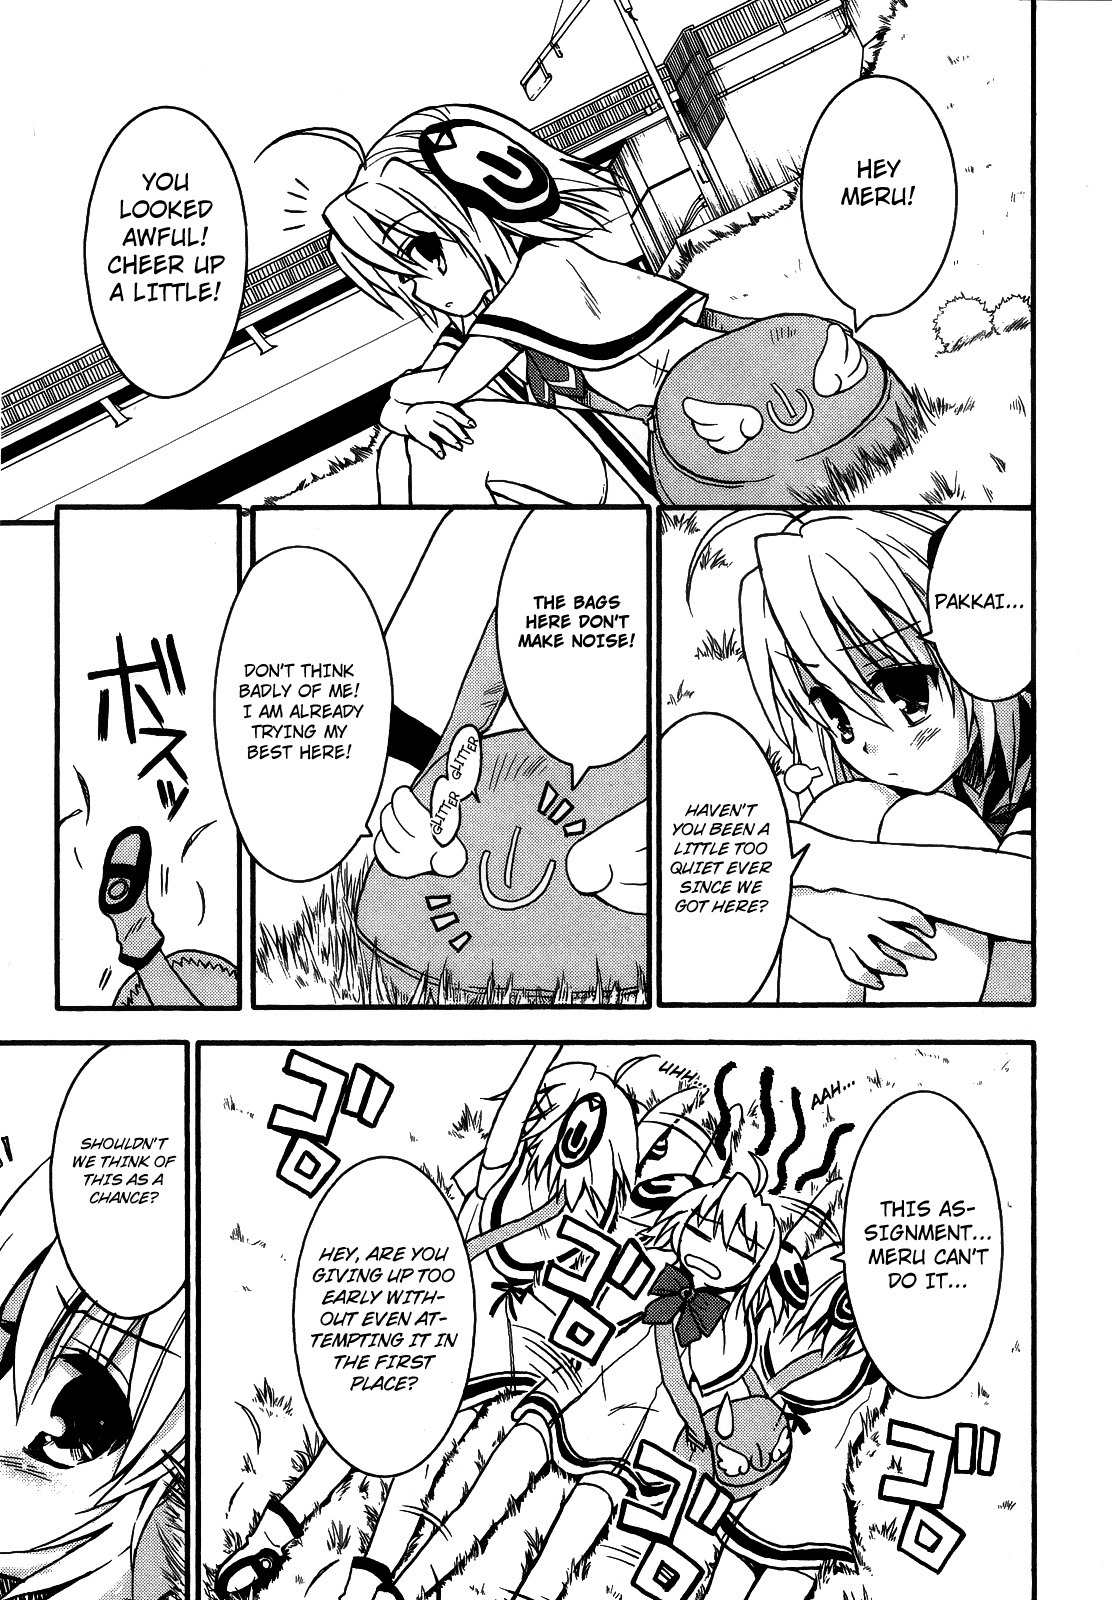 HEY
MERU!
YOU
LOOKED
AWFUL!
CHEER UP
A LITTLE!
PAKKAI...
HAVEN'T
YOU BEEN A
LITTLE TOO
QUIET EVER
SINCE WE
GOT HERE?
THE BAGS
HERE DON'T
MAKE NOISE!
GLITTER
GLITTER
DON'T THINK
BADLY OF ME!
I AM ALREADY
TRYING MY
BEST HERE!
ボスッ
AAH...
UHH...
THIS AS-
SIGNMENT...
MERU CAN'T
DO IT...
ゴロ
ゴロ
ゴロ
ゴロ
HEY, ARE YOU
GIVING UP TOO
EARLY WITH-
OUT EVEN AT-
TEMPTING IT IN
THE FIRST
PLACE?
SHOULDN'T
WE THINK OF
THIS AS A
CHANCE?